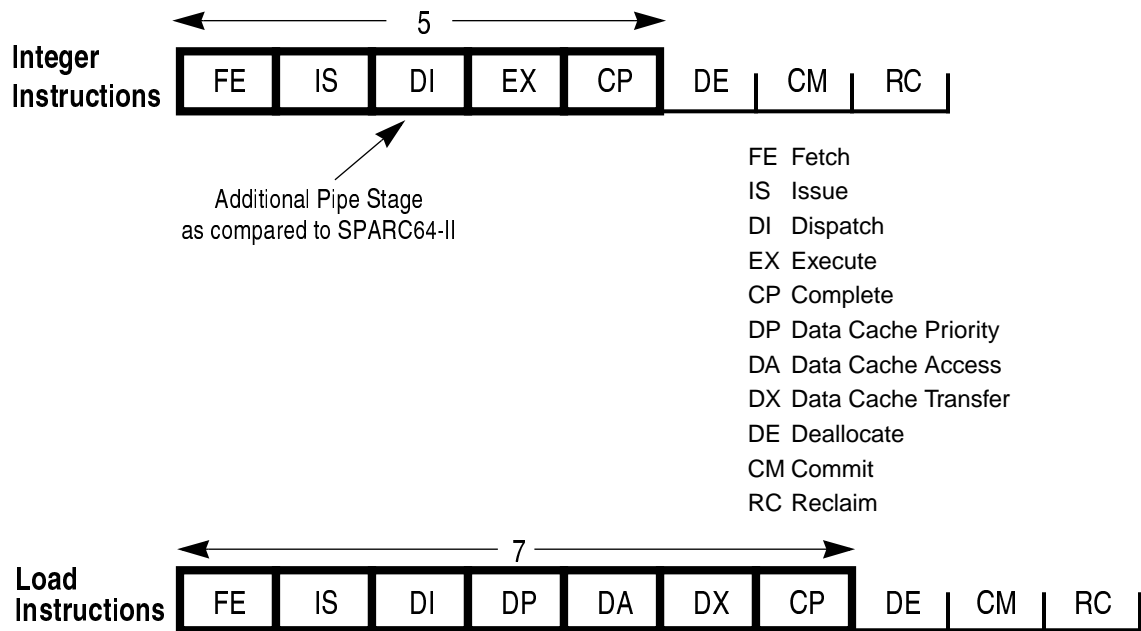 5
Integer
Instructions
FE IS DI EX CP DE CM RC
Additional Pipe Stage
as compared to SPARC64-II
FE Fetch
IS Issue
DI Dispatch
EX Execute
CP Complete
DP Data Cache Priority
DA Data Cache Access
DX Data Cache Transfer
DE Deallocate
CM Commit
RC Reclaim
7
Load
Instructions
FE IS DI DP DA DX CP DE CM RC